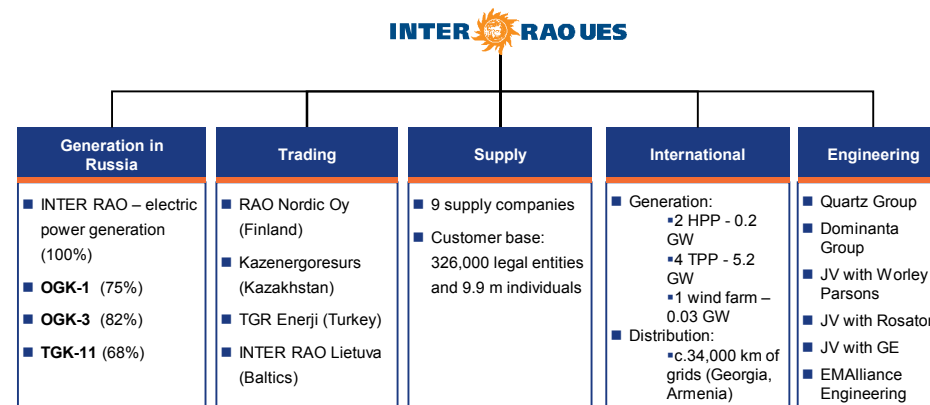 INTER RAO UES
Generation in
Russia
INTER RAO – electric
power generation
(100%)
OGK-1 (75%)
OGK-3 (82%)
TGK-11 (68%)
Trading
RAO Nordic Oy
(Finland)
Kazenergoresurs
(Kazakhstan)
TGR Enerji (Turkey)
INTER RAO Lietuva
(Baltics)
Supply
9 supply companies
Customer base:
326,000 legal entities
and 9.9 m individuals
International
Generation:
2 HPP - 0.2
GW
4 TPP - 5.2
GW
1 wind farm –
0.03 GW
Distribution:
c.34,000 km of
grids (Georgia,
Armenia)
Engineering
Quartz Group
Dominanta
Group
JV with Worley
Parsons
JV with
JV with GE
EMAlliance
Engineering